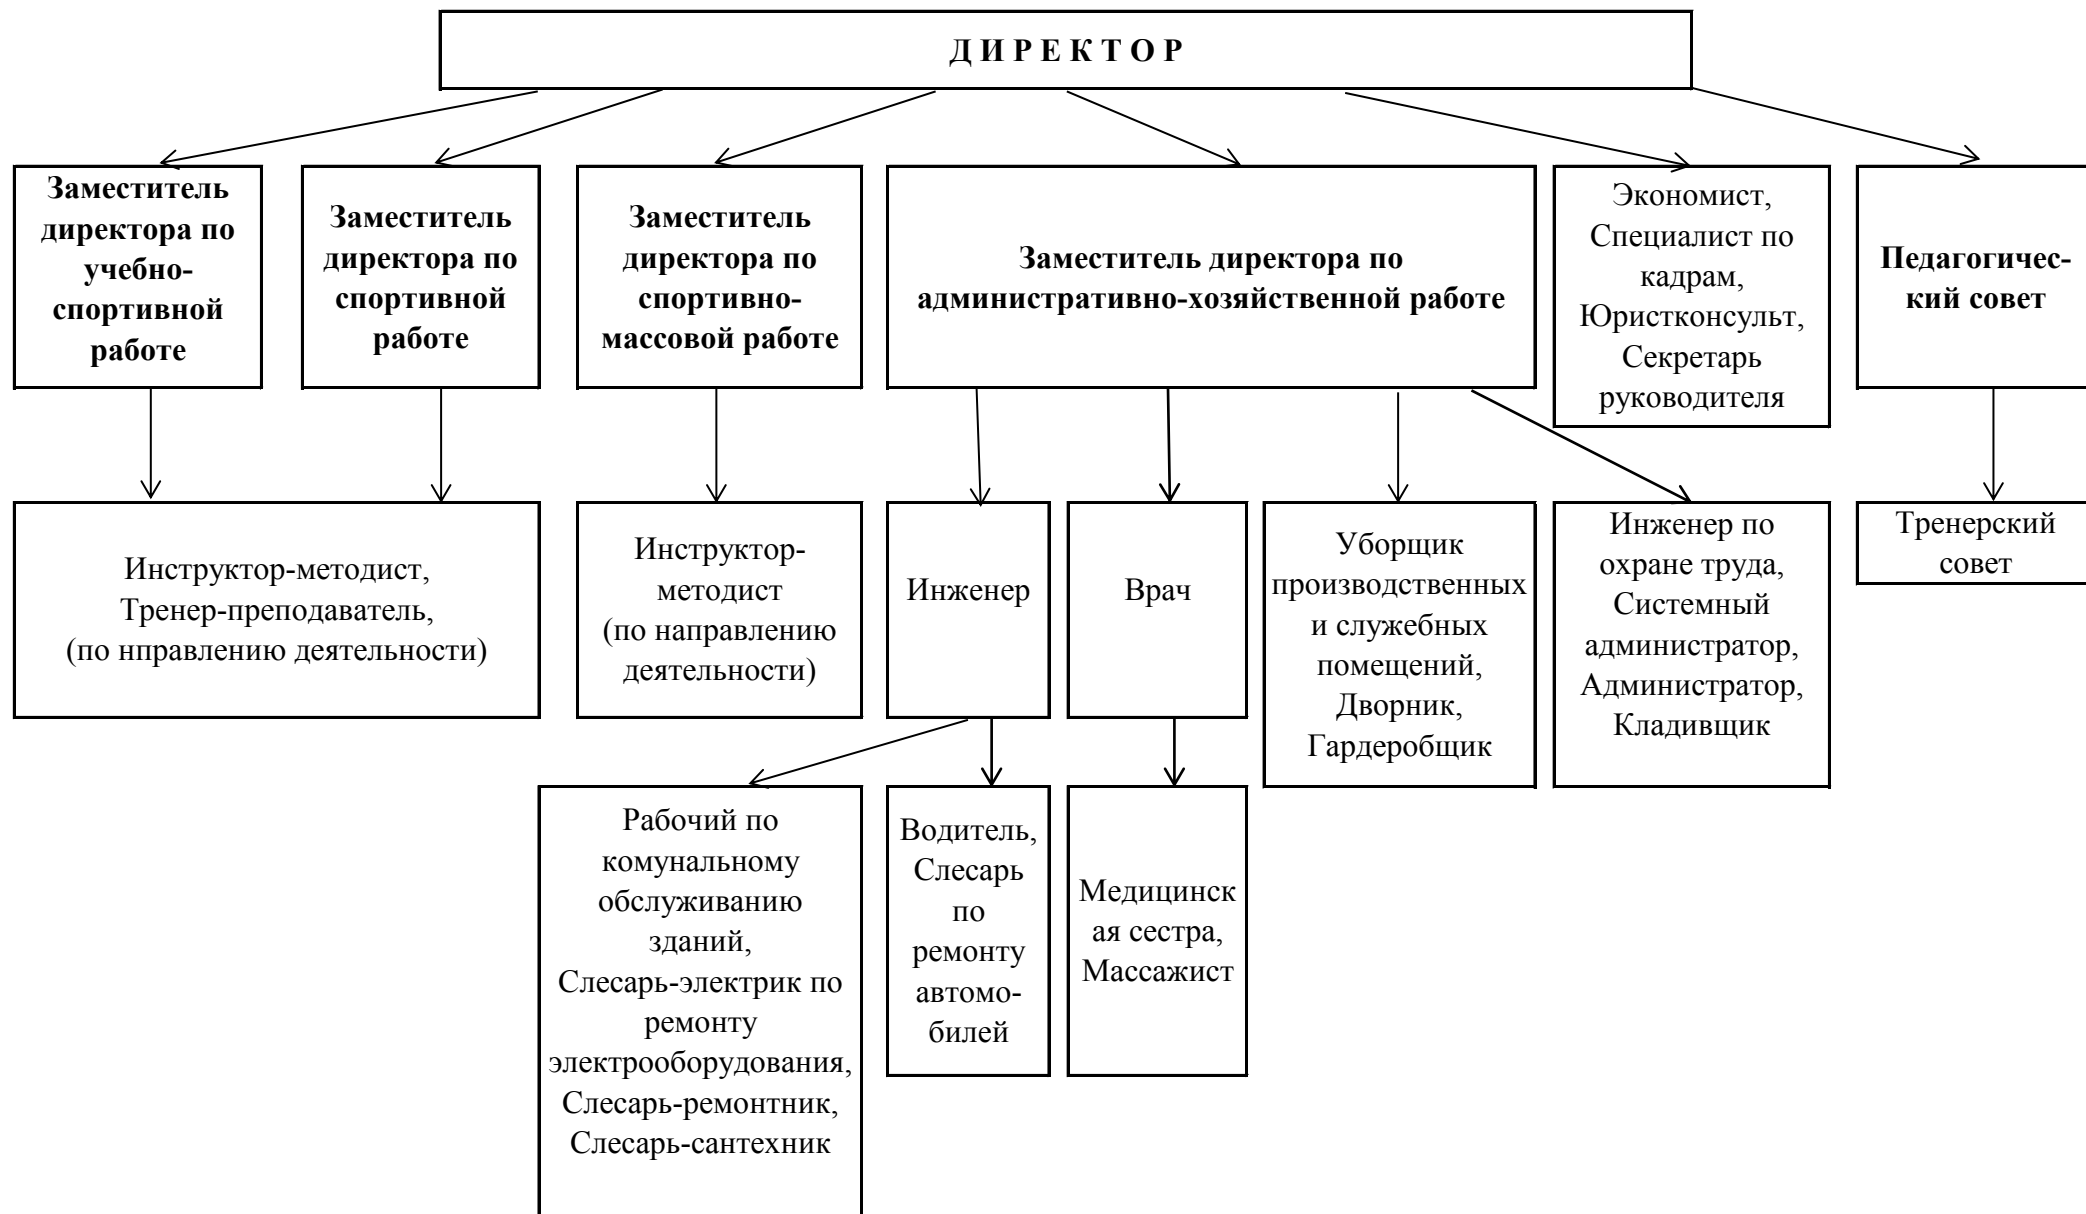 Д И Р Е К Т О Р
Заместитель
директора по
учебно-
спортивной
работе
Заместитель
директора по
спортивной
работе
Заместитель
директора по
спортивно-
массовой работе
Заместитель директора по
административно-хозяйственной работе
Экономист,
Специалист по
кадрам,
Юристконсульт,
Секретарь
руководителя
Педагогичес-
кий совет
Инструктор-методист,
Тренер-преподаватель,
(по нправлению деятельности)
Инструктор-
методист
(по направлению
деятельности)
Инженер
Врач
Уборщик
производственных
и служебных
помещений,
Дворник,
Гардеробщик
Инженер по
охране труда,
Системный
администратор,
Администратор,
Кладивщик
Тренерский
совет
Рабочий по
комунальному
обслуживанию
зданий,
Слесарь-электрик по
ремонту
электрооборудования,
Слесарь-ремонтник,
Слесарь-сантехник
Водитель,
Слесарь
по
ремонту
автомо-
билей
Медицинск
ая сестра,
Массажист